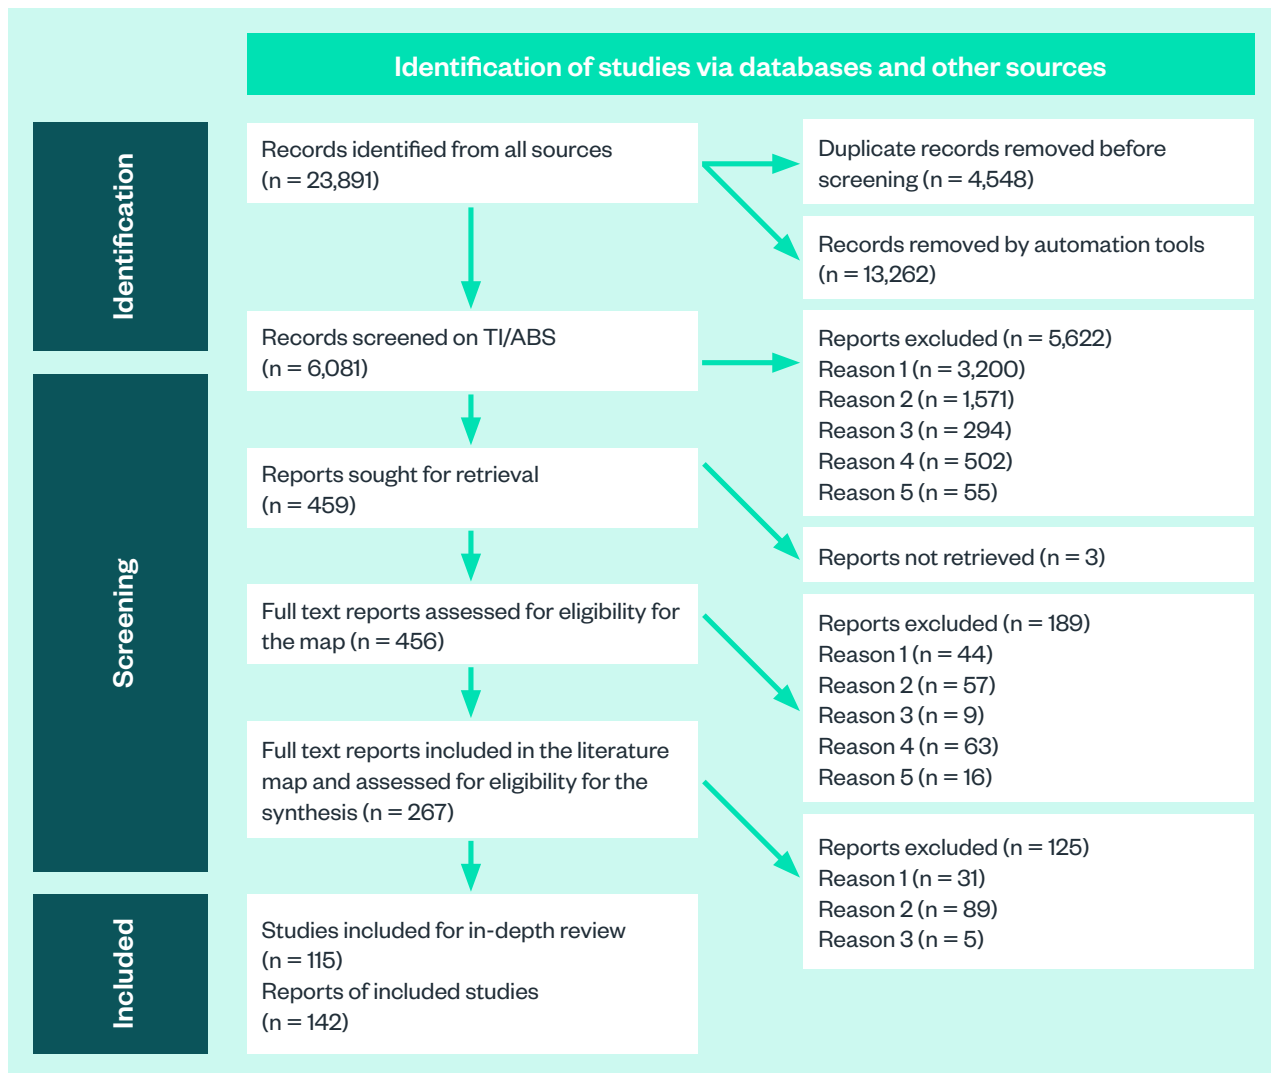 Identification of studies via databases and other sources
Identification
Records identified from all sources
(n = 23,891)
Duplicate records removed before
screening (n = 4,548)
Records removed by automation tools
(n = 13,262)
Records screened on TI/ABS
(n = 6,081)
Reports excluded (n = 5,622)
Reason 1 (n = 3,200)
Reason 2 (n = 1,571)
Reason 3 (n = 294)
Reason 4 (n = 502)
Reason 5 (n = 55)
Screening
Reports sought for retrieval
(n = 459)
Reports not retrieved (n = 3)
Full text reports assessed for eligibility for
the map (n = 456)
Reports excluded (n = 189)
Reason 1 (n = 44)
Reason 2 (n = 57)
Reason 3 (n = 9)
Reason 4 (n = 63)
Reason 5 (n = 16)
Full text reports included in the literature
map and assessed for eligibility for the
synthesis (n = 267)
Reports excluded (n = 125)
Reason 1 (n = 31)
Reason 2 (n = 89)
Reason 3 (n = 5)
Included
Studies included for in-depth review
(n = 115)
Reports of included studies
(n = 142)